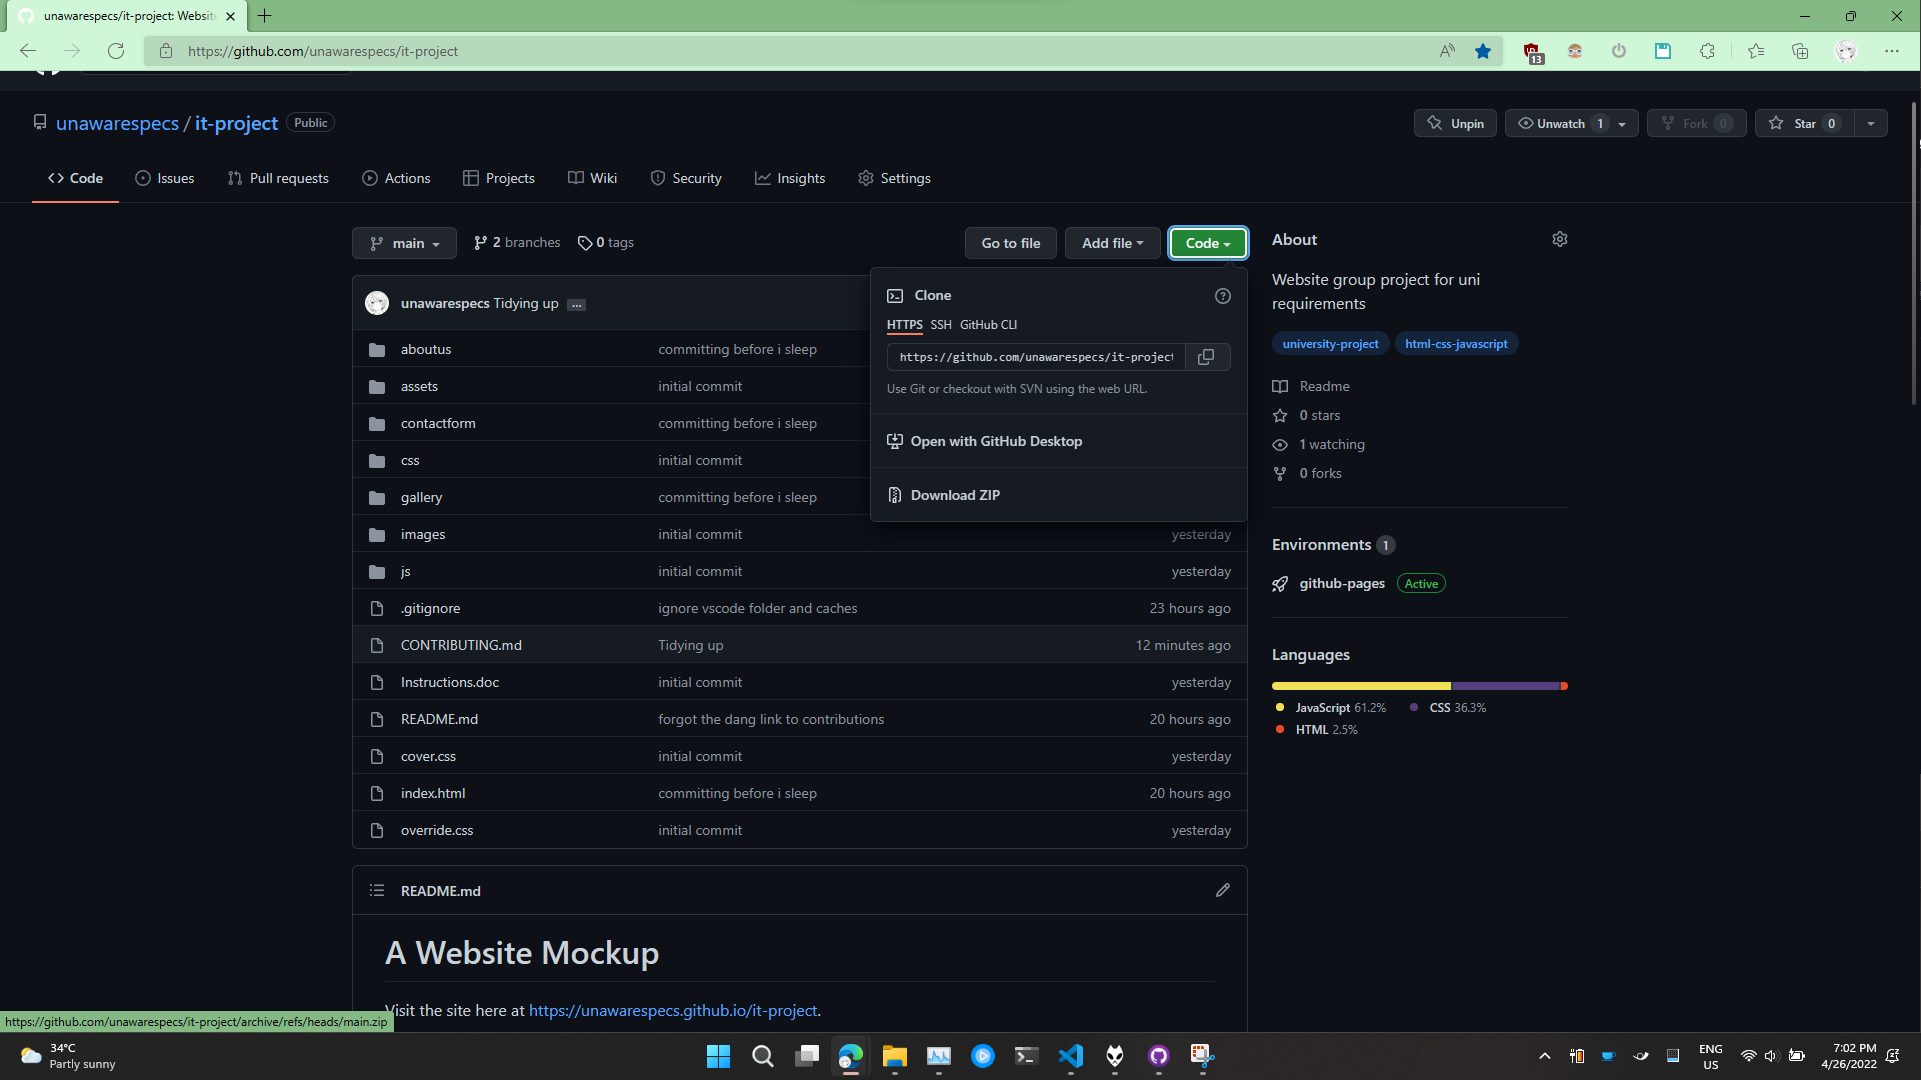 unawarespecs/it-project: Website
https://github.com/unawarespecs/it-project
13
unawarespecs / it-project Public
Unpin
Unwatch 1
Fork 0
Star 0
Code
Issues
Pull requests
Actions
Projects
Wiki
Security
Insights
Settings
main
2 branches
0 tags
Go to file
Add file
Code
unawarespecs Tidying up ...
aboutus committing before i sleep
assets initial commit
contactform committing before i sleep
css initial commit
gallery committing before i sleep
images initial commit yesterday
js initial commit yesterday
.gitignore ignore vscode folder and caches 23 hours ago
CONTRIBUTING.md Tidying up 12 minutes ago
Instructions.doc initial commit yesterday
README.md forgot the dang link to contributions 20 hours ago
cover.css initial commit yesterday
index.html committing before i sleep 20 hours ago
override.css initial commit yesterday
Clone
HTTPS SSH GitHub CLI
https://github.com/unawarespecs/it-project
Use Git or checkout with SVN using the web URL.
Open with GitHub Desktop
Download ZIP
About
Website group project for uni
requirements
university-project html-css-javascript
Readme
0 stars
1 watching
0 forks
Environments 1
github-pages Active
Languages
JavaScript 61.2% CSS 36.3%
HTML 2.5%
README.md
A Website Mockup
Visit the site here at https://unawarespecs.github.io/it-project.
https://github.com/unawarespecs/it-project/archive/refs/heads/main.zip
34°C
Partly sunny
ENG
US
7:02 PM
4/26/2022